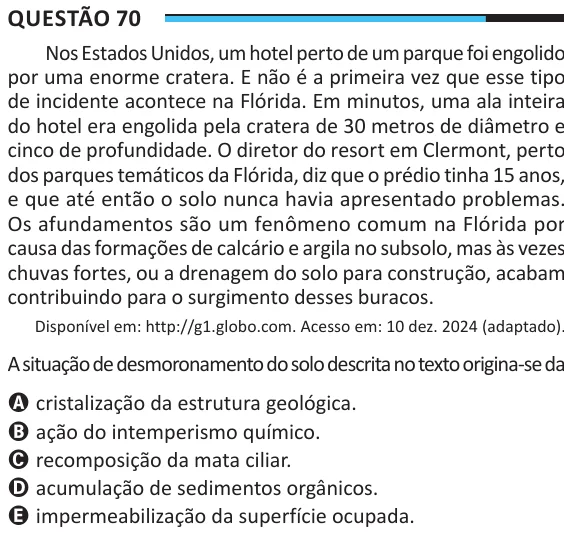 QUESTÃO 70
Nos Estados Unidos, um hotel perto de um parque foi engolido
por uma enorme cratera. E não é a primeira vez que esse tipo
de incidente acontece na Flórida. Em minutos, uma ala inteira
do hotel era engolida pela cratera de 30 metros de diâmetro e
cinco de profundidade. O diretor do resort em Clermont, perto
dos parques temáticos da Flórida, diz que o prédio tinha 15 anos,
e que até então o solo nunca havia apresentado problemas.
Os afundamentos são um fenômeno comum na Flórida por
causa das formações de calcário e argila no subsolo, mas às vezes
chuvas fortes, ou a drenagem do solo para construção, acabam
contribuindo para o surgimento desses buracos.
Disponível em: http://g1.globo.com. Acesso em: 10 dez. 2024 (adaptado).
A situação de desmoronamento do solo descrita no texto origina-se da
A cristalização da estrutura geológica.
B ação do intemperismo químico.
C recomposição da mata ciliar.
D acumulação de sedimentos orgânicos.
E impermeabilização da superfície ocupada.